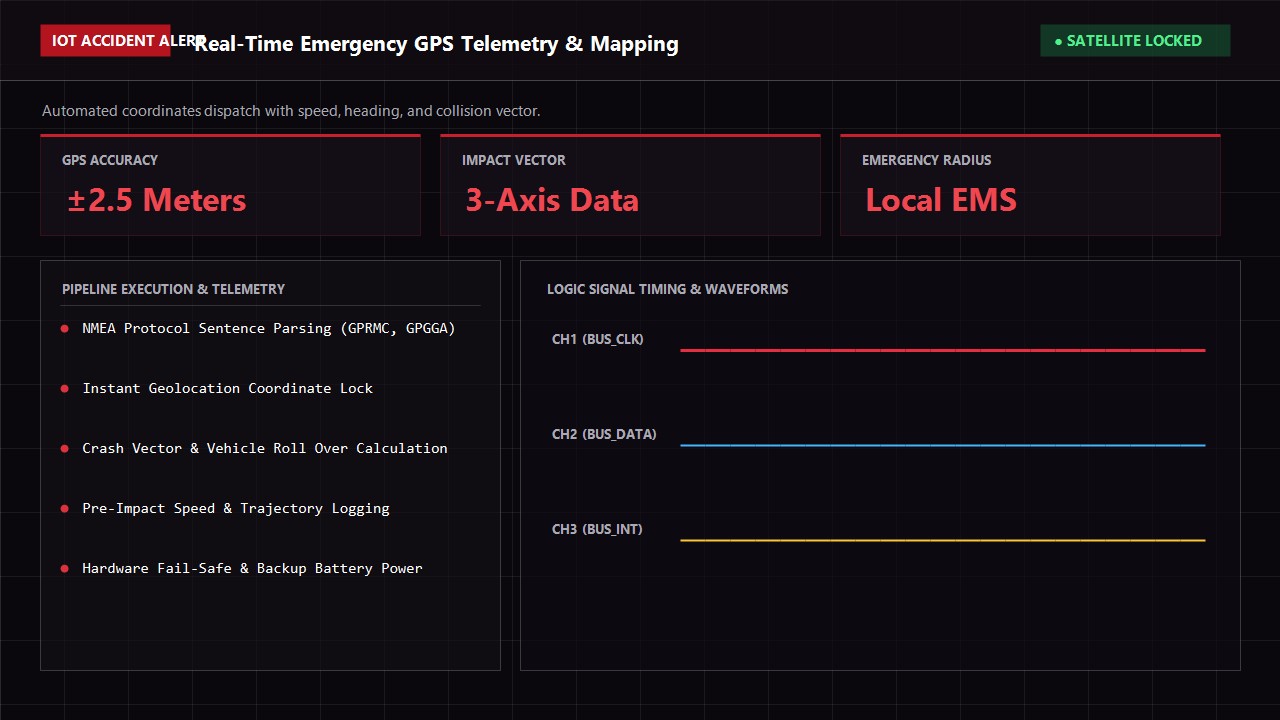 IOT ACCIDENT ALERT
Real-Time Emergency GPS Telemetry & Mapping
● SATELLITE LOCKED
Automated coordinates dispatch with speed, heading, and collision vector.
GPS ACCURACY
±2.5 Meters
IMPACT VECTOR
3-Axis Data
EMERGENCY RADIUS
Local EMS
PIPELINE EXECUTION & TELEMETRY
NMEA Protocol Sentence Parsing (GPRMC, GPGGA)
Instant Geolocation Coordinate Lock
Crash Vector & Vehicle Roll Over Calculation
Pre-Impact Speed & Trajectory Logging
Hardware Fail-Safe & Backup Battery Power
LOGIC SIGNAL TIMING & WAVEFORMS
CH1 (BUS_CLK)
CH2 (BUS_DATA)
CH3 (BUS_INT)